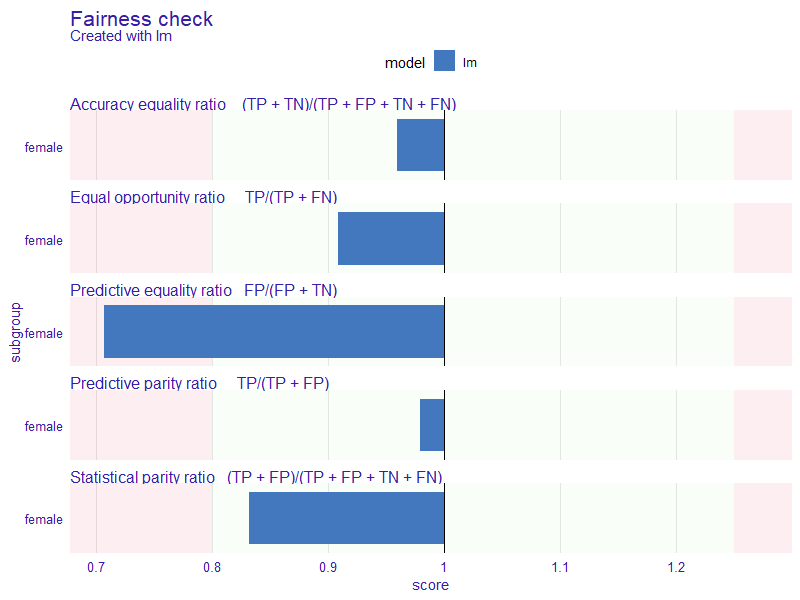 Fairness check
Created with lm
model lm
Accuracy equality ratio (TP + TN)/(TP + FP + TN + FN)
female
Equal opportunity ratio TP/(TP + FN)
female
Predictive equality ratio FP/(FP + TN)
female
subgroup
Predictive parity ratio TP/(TP + FP)
female
Statistical parity ratio (TP + FP)/(TP + FP + TN + FN)
female
0.7 0.8 0.9 1 1.1 1.2
score